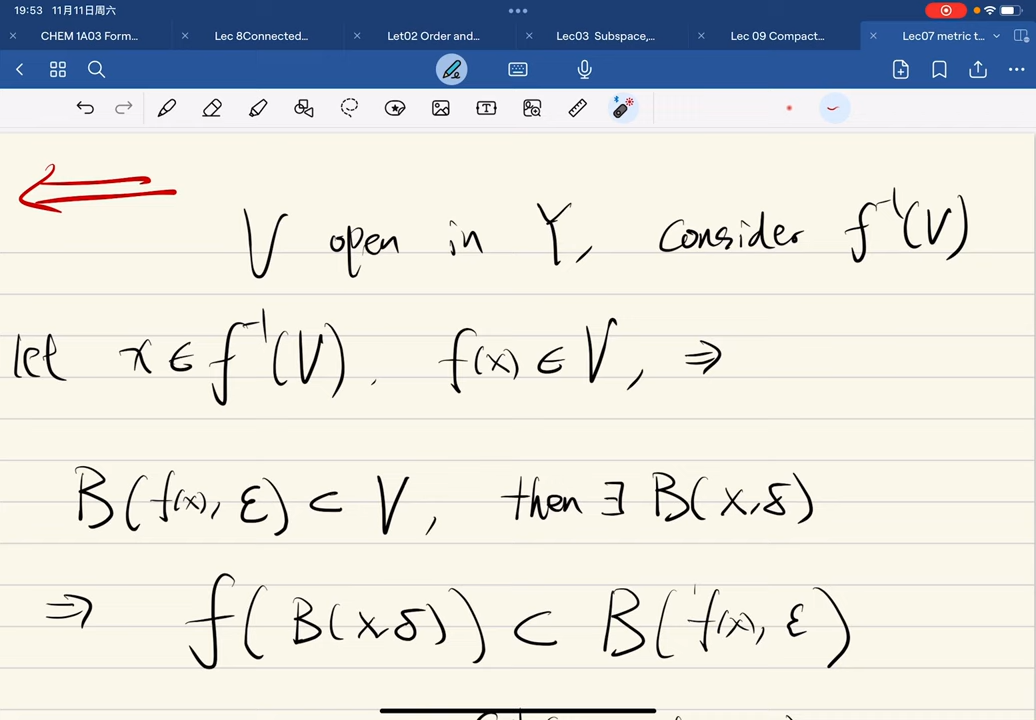 19:53 11月11日周六
CHEM 1A03 Form... Lec 8Connected... Let02 Order and... Lec03 Subspace,... Lec 09 Compact... Lec07 metric t...
⇐
V open in Y, consider f⁻¹(V)
let x ∈ f⁻¹(V). f(x) ∈ V, ⇒
B(f(x), ε) ⊂ V, then ∃ B(x,δ)
⇒ f(B(x,δ)) ⊂ B(f(x), ε)